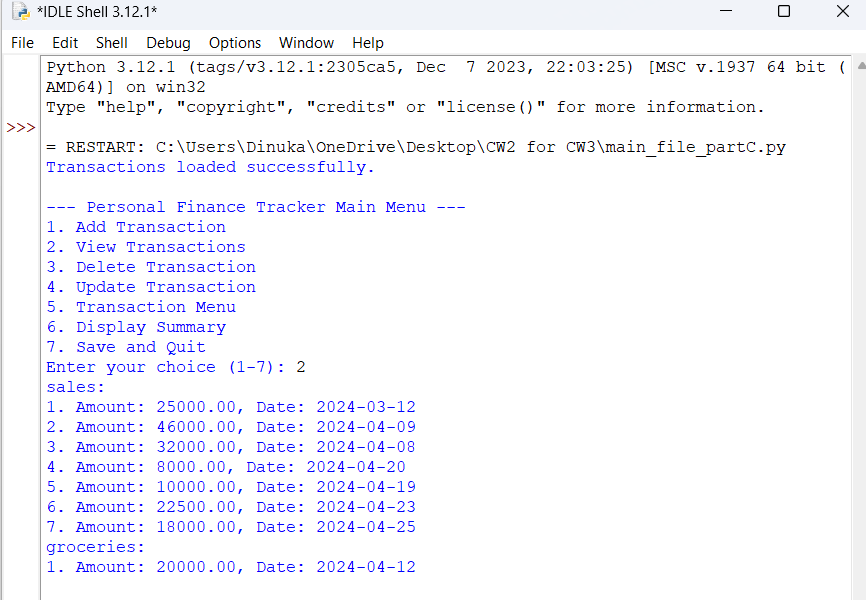 *IDLE Shell 3.12.1*
File Edit Shell Debug Options Window Help
Python 3.12.1 (tags/v3.12.1:2305ca5, Dec  7 2023, 22:03:25) [MSC v.1937 64 bit (
AMD64)] on win32
Type "help", "copyright", "credits" or "license()" for more information.
>>>
= RESTART: C:\Users\Dinuka\OneDrive\Desktop\CW2 for CW3\main_file_partC.py
Transactions loaded successfully.
--- Personal Finance Tracker Main Menu ---
1. Add Transaction
2. View Transactions
3. Delete Transaction
4. Update Transaction
5. Transaction Menu
6. Display Summary
7. Save and Quit
Enter your choice (1-7): 2
sales:
1. Amount: 25000.00, Date: 2024-03-12
2. Amount: 46000.00, Date: 2024-04-09
3. Amount: 32000.00, Date: 2024-04-08
4. Amount: 8000.00, Date: 2024-04-20
5. Amount: 10000.00, Date: 2024-04-19
6. Amount: 22500.00, Date: 2024-04-23
7. Amount: 18000.00, Date: 2024-04-25
groceries:
1. Amount: 20000.00, Date: 2024-04-12